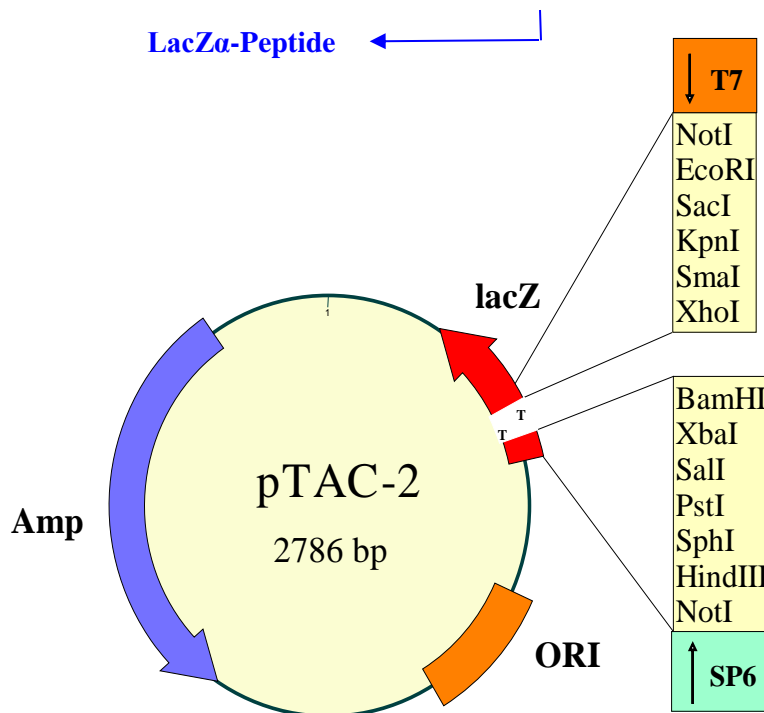 LacZα-Peptide
T7
NotI
EcoRI
SacI
KpnI
SmaI
XhoI
lacZ
1
T
T
BamHI
XbaI
SalI
PstI
SphI
HindIII
NotI
SP6
pTAC-2
2786 bp
Amp
ORI